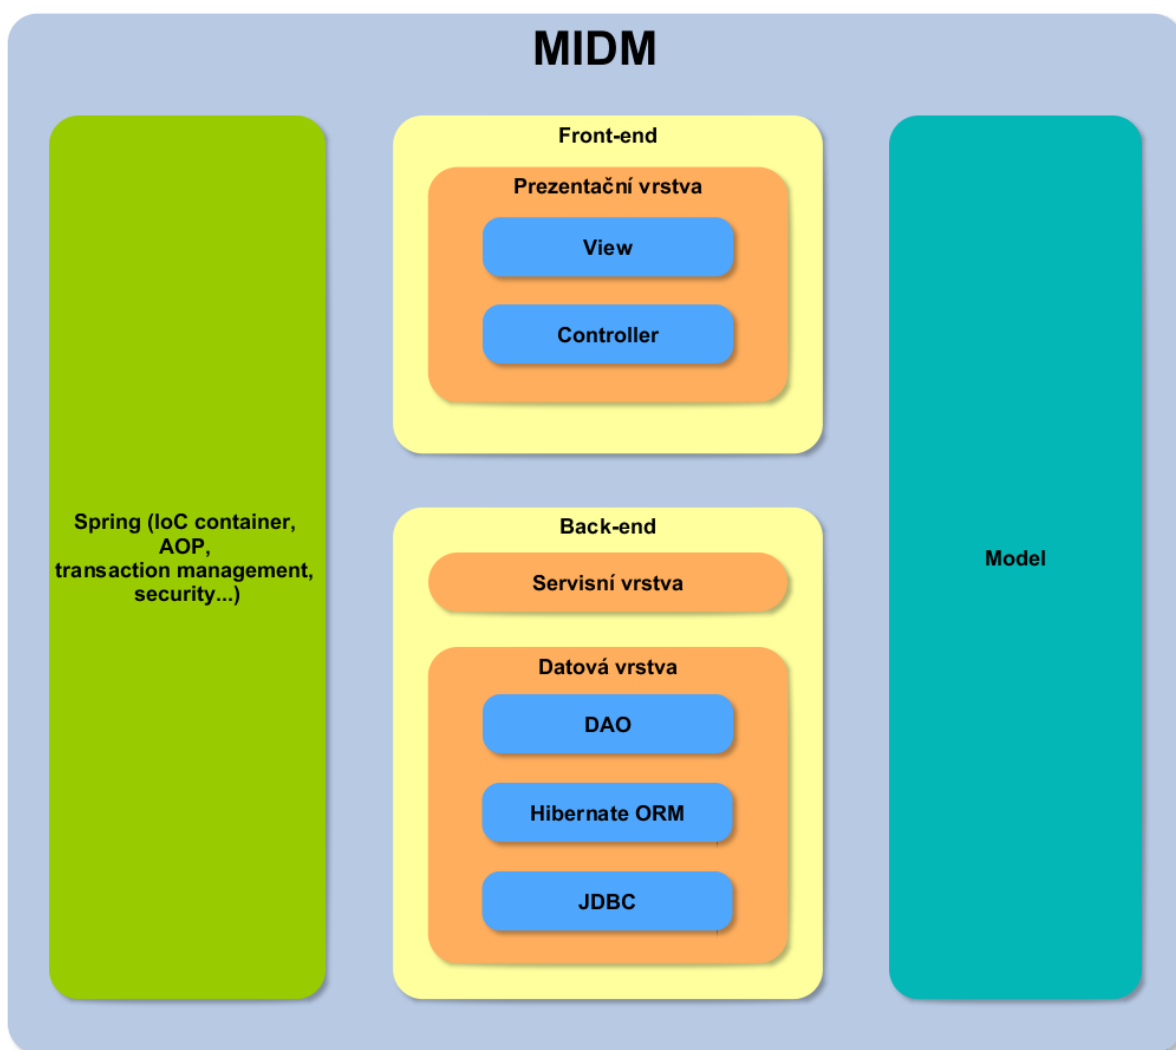 MIDM
Spring (IoC container,
AOP,
transaction management,
security...)
Front-end
Prezentační vrstva
View
Controller
Back-end
Servisní vrstva
Datová vrstva
DAO
Hibernate ORM
JDBC
Model